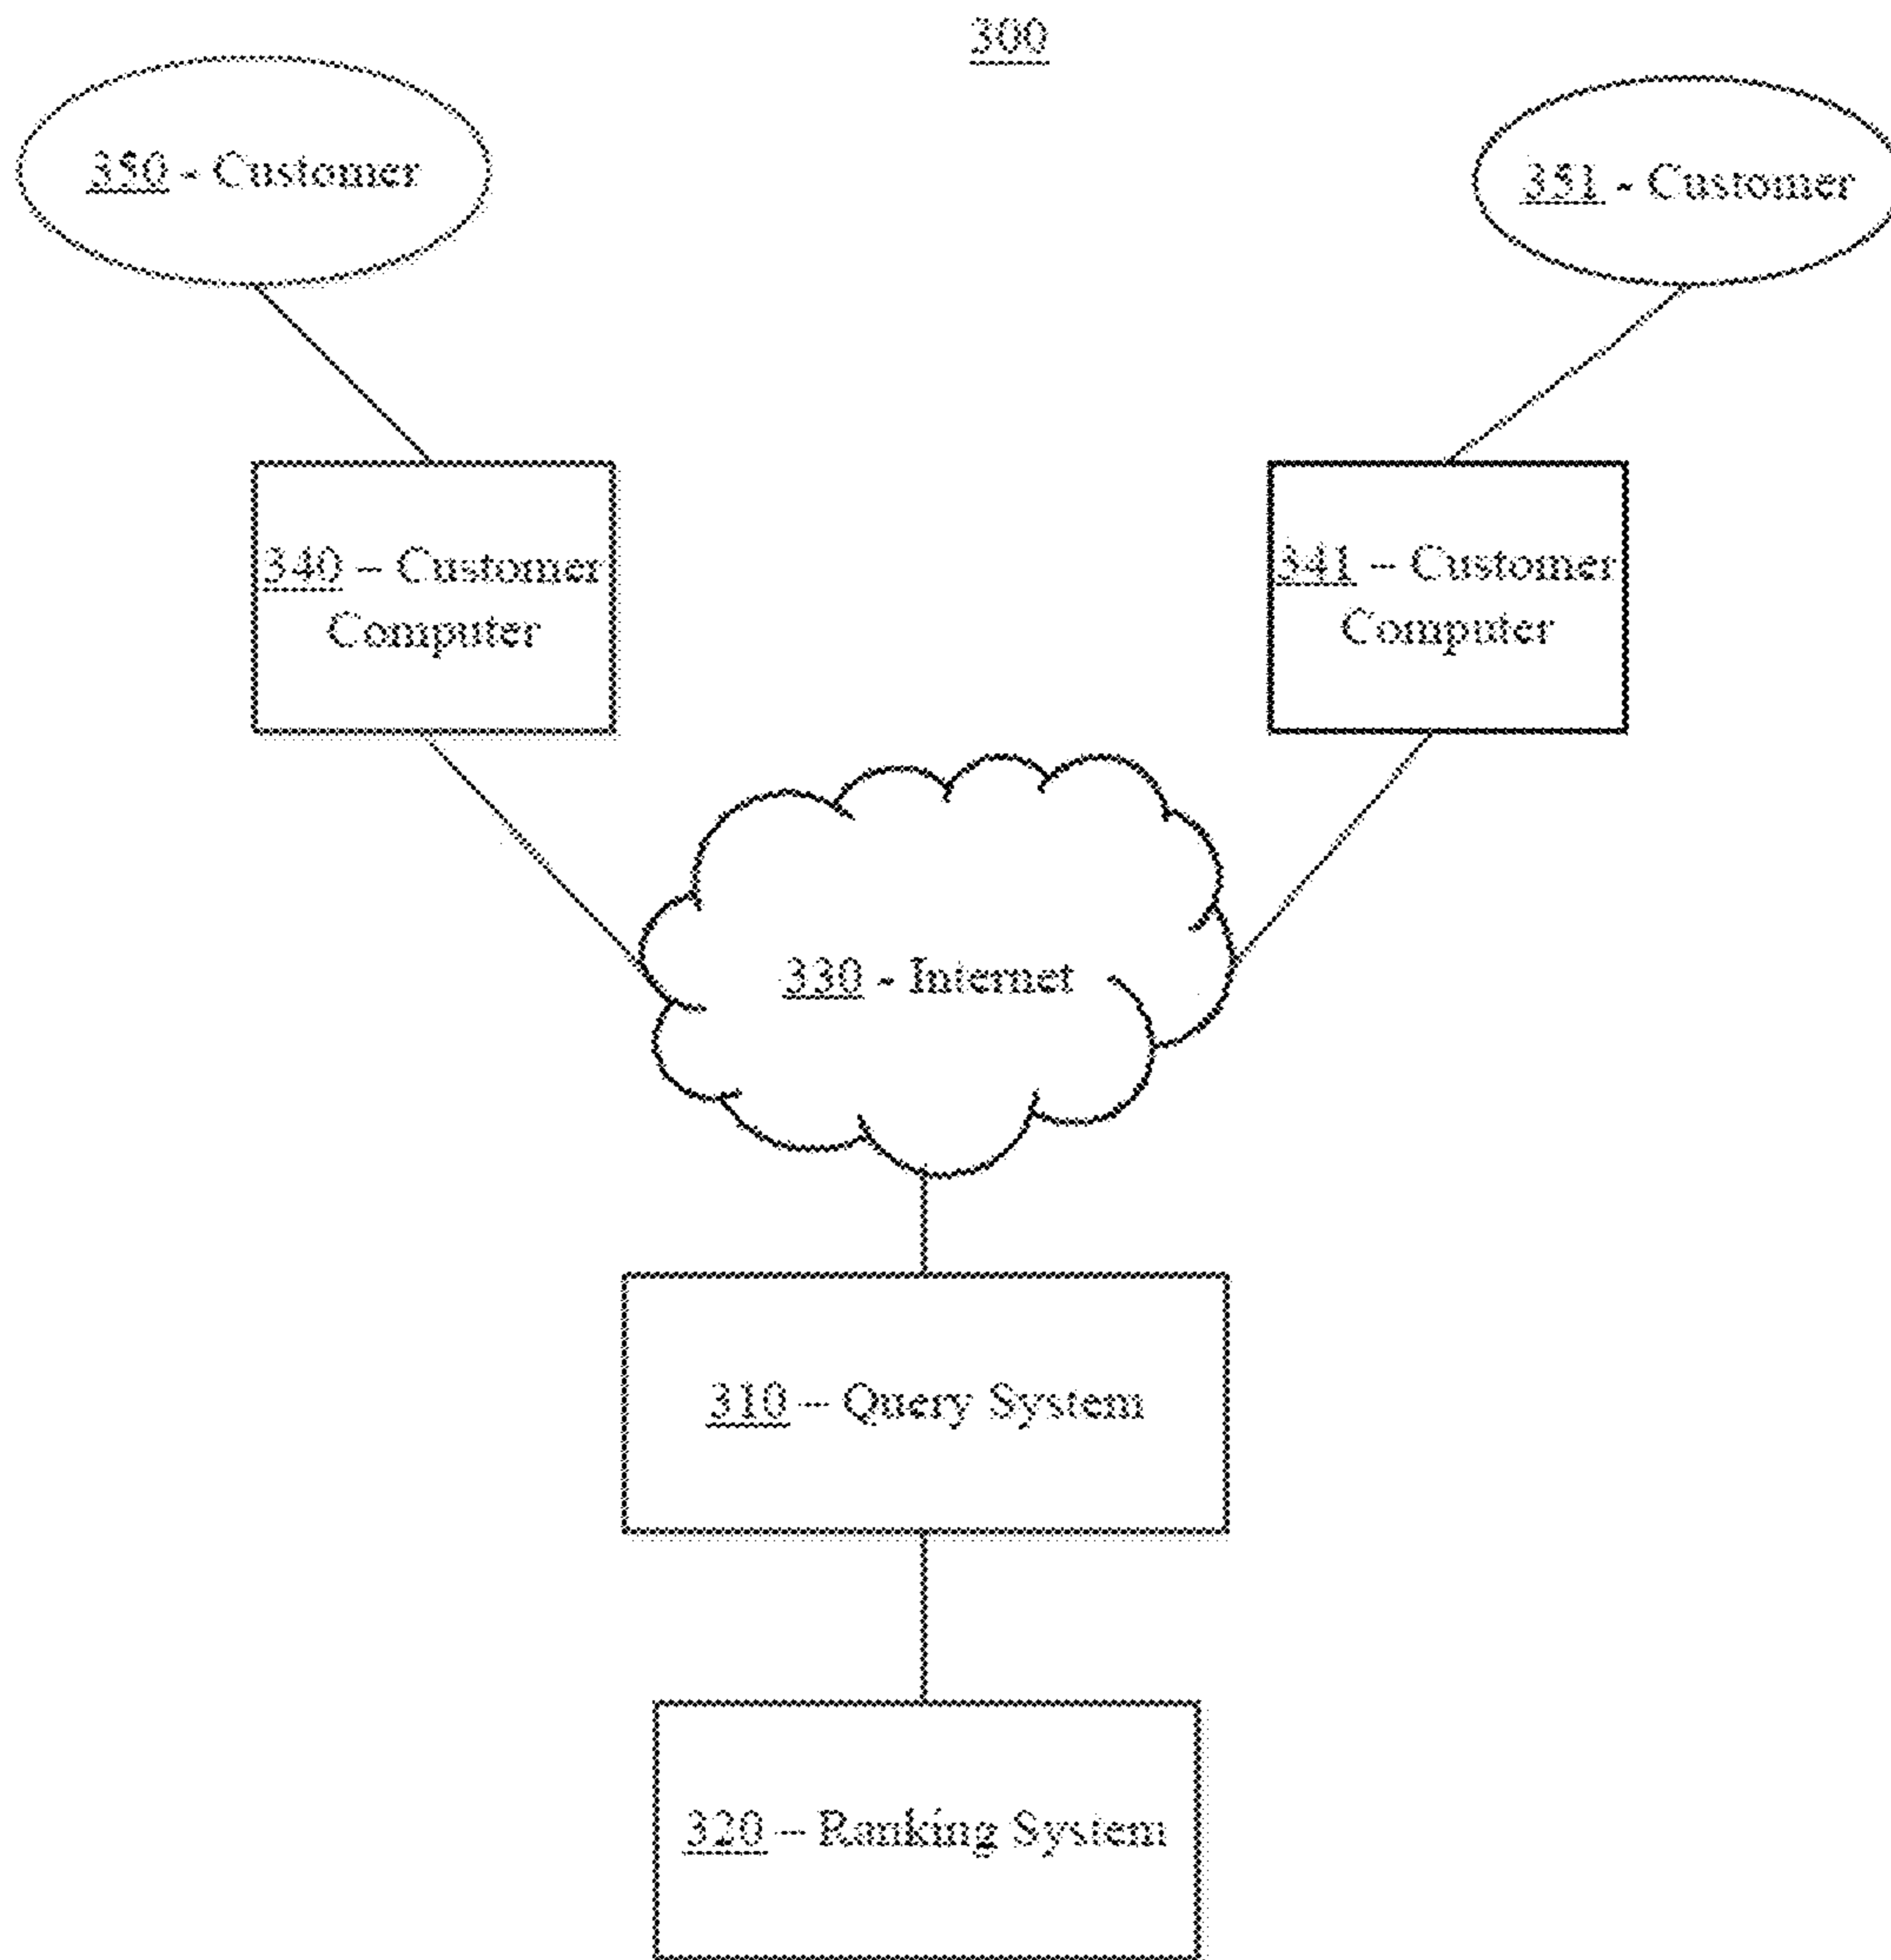 300
350 - Customer
351 - Customer
340 – Customer
Computer
341 – Customer
Computer
330 - Internet
310 – Query System
320 – Ranking System